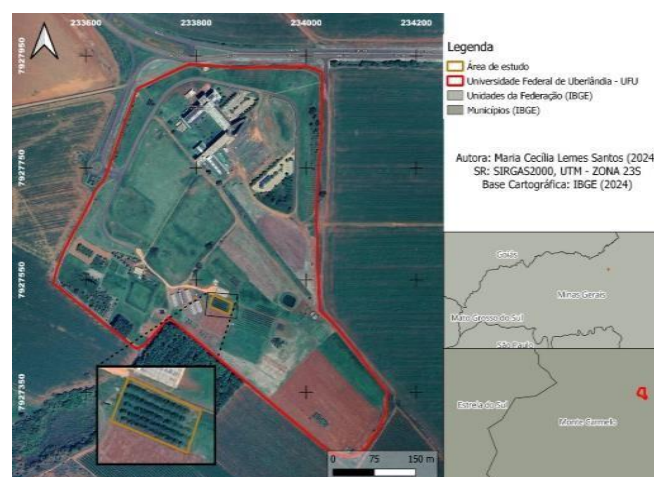 233600 233800 234000 234200
7927950
7927750
7927550
7927350
Legenda
Área de estudo
Universidade Federal de Uberlândia - UFU
Unidades da Federação (IBGE)
Municípios (IBGE)
Autora: Maria Cecília Lemes Santos (2024
SR: SIRGAS2000, UTM - ZONA 23S
Base Cartográfica: IBGE (2024)
Goiás
Minas Gerais
Mato Grosso do Sul
São Paulo
Estrela do Sul
Monte Carmelo
0 75 150 m